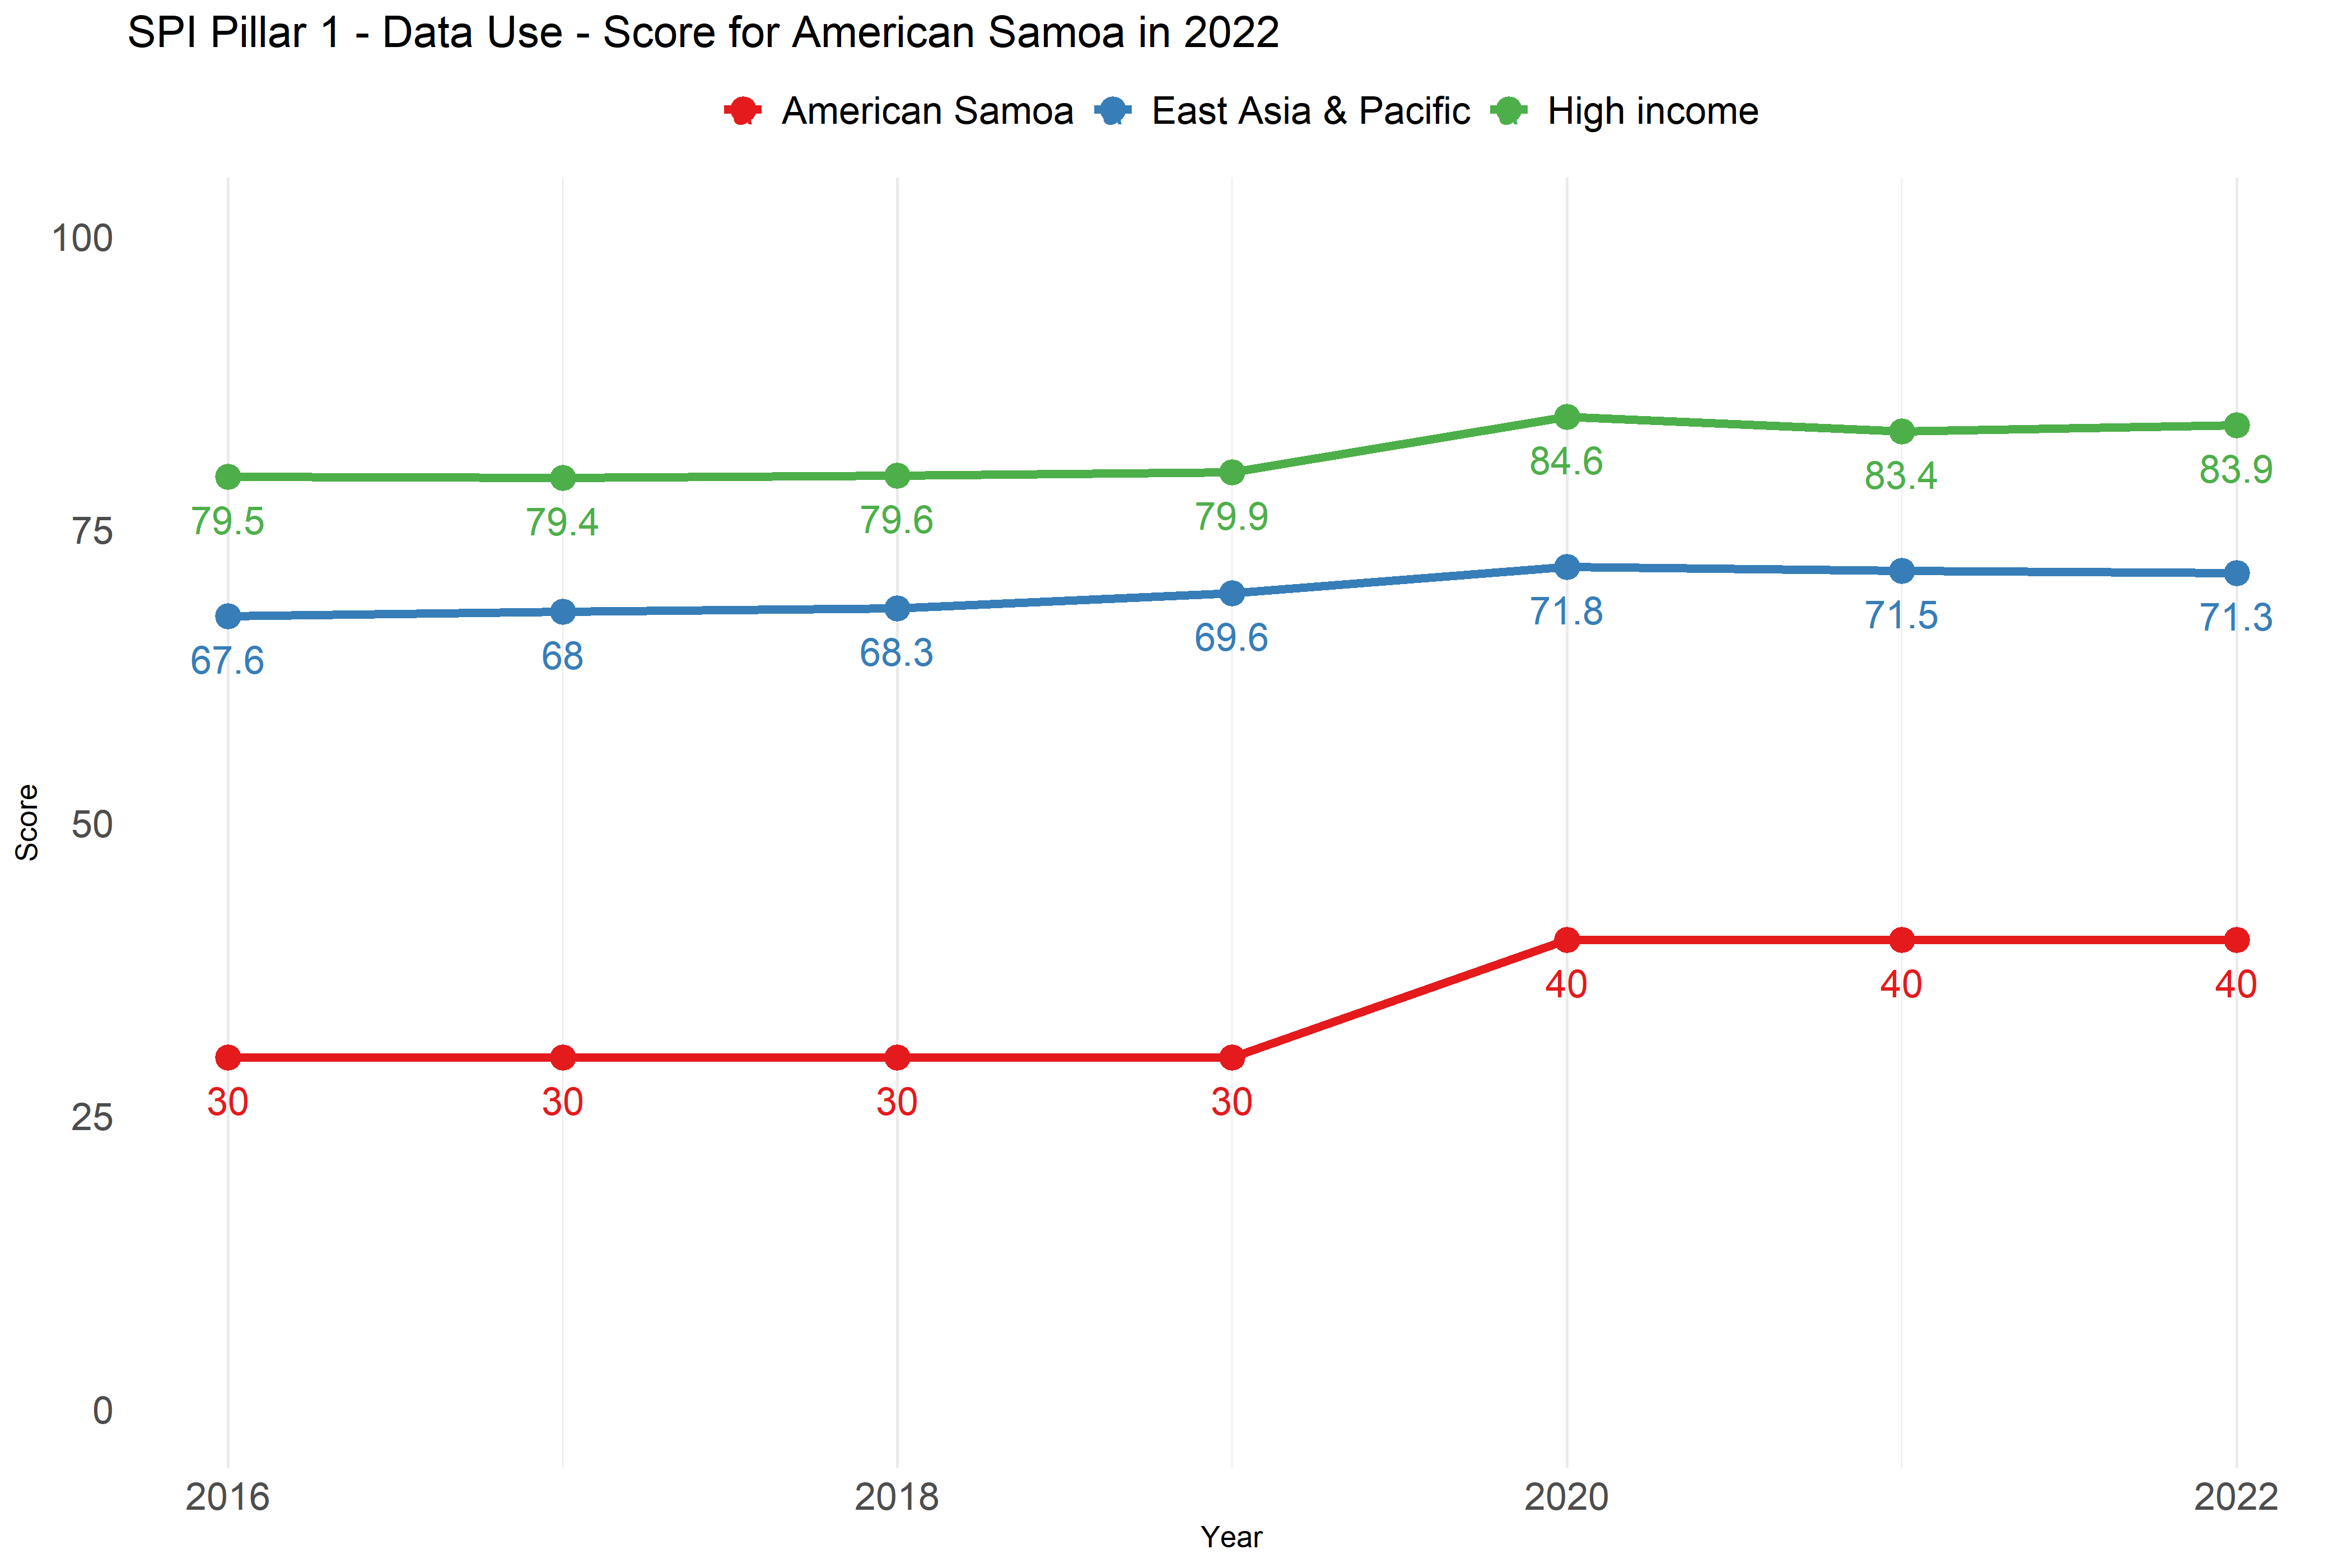 SPI Pillar 1 - Data Use - Score for American Samoa in 2022
American Samoa East Asia & Pacific High income
100
75
50
25
0
Score
79.5 79.4 79.6 79.9 84.6 83.4 83.9
67.6 68 68.3 69.6 71.8 71.5 71.3
30 30 30 30 40 40 40
2016 2018 2020 2022
Year